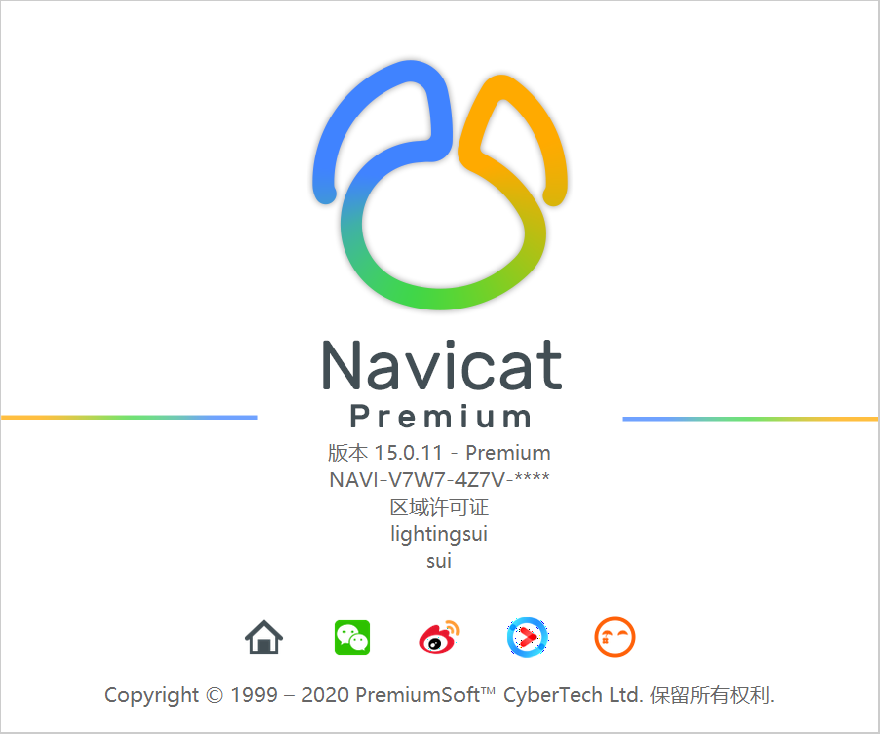 Navicat
Premium
版本 15.0.11 - Premium
NAVI-V7W7-4Z7V-****
区域许可证
lightingsui
sui
Copyright © 1999 – 2020 PremiumSoft™ CyberTech Ltd. 保留所有权利.